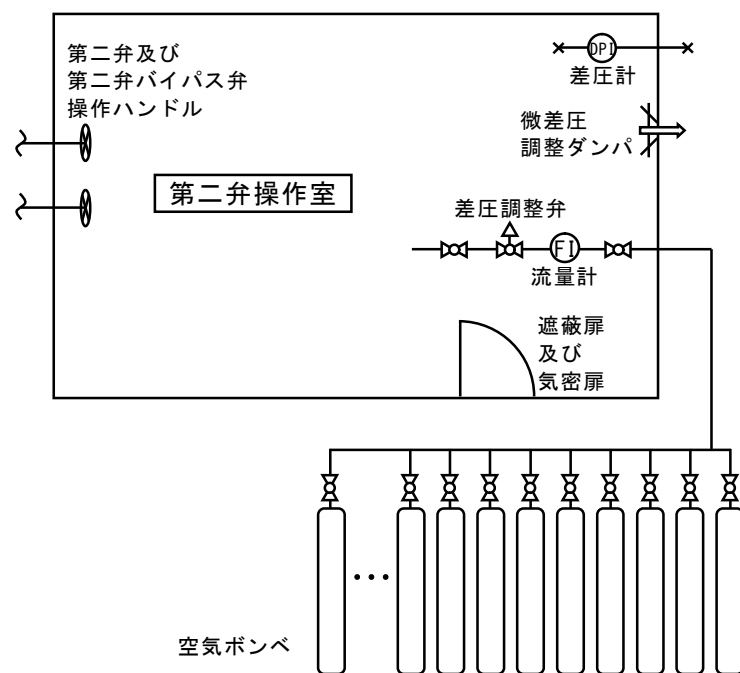 第二弁及び
第二弁バイパス弁
操作ハンドル
DPI
差圧計
微差圧
調整ダンパ
第二弁操作室
差圧調整弁
FI
流量計
遮蔽扉
及び
気密扉
空気ボンベ